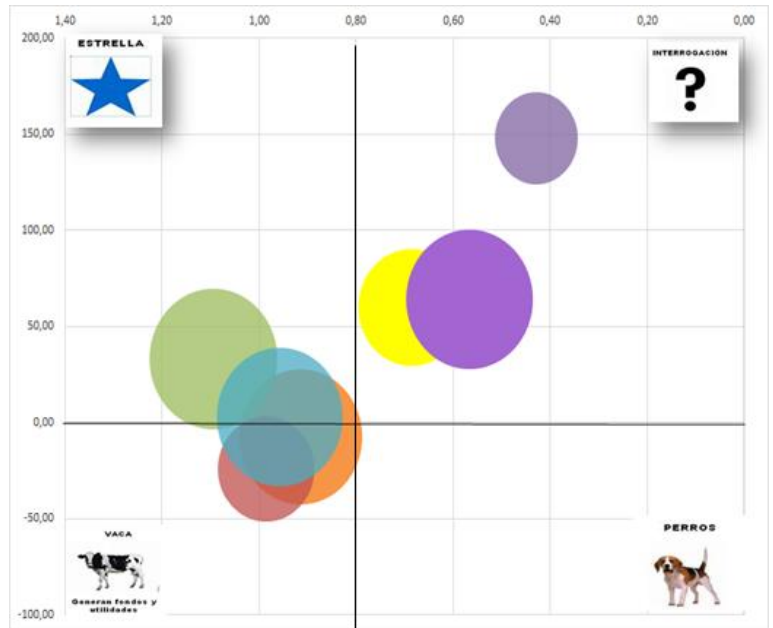 1,40 1,20 1,00 0,80 0,60 0,40 0,20 0,00
200,00
ESTRELLA
INTERROGACIÓN
?
150,00
100,00
50,00
0,00
-50,00
VACA
Generan fondos y
utilidades
PERROS
-100,00